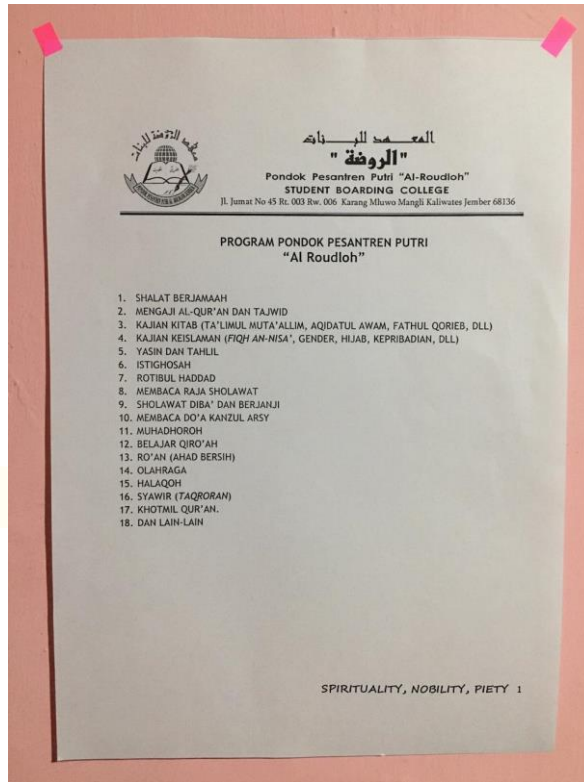 معهد الروضة للبنات
المعهد للبنات
"الروضة"
Pondok Pesantren Putri "Al-Roudloh"
STUDENT BOARDING COLLEGE
Jl. Jumat No 45 Rt. 003 Rw. 006 Karang Mluwo Mangli Kaliwates Jember 68136
PROGRAM PONDOK PESANTREN PUTRI
“Al Roudloh”
1. SHALAT BERJAMAAH
2. MENGAJI AL-QUR'AN DAN TAJWID
3. KAJIAN KITAB (TA'LIMUL MUTA'ALLIM, AQIDATUL AWAM, FATHUL QORIEB, DLL)
4. KAJIAN KEISLAMAN (FIQH AN-NISA', GENDER, HIJAB, KEPRIBADIAN, DLL)
5. YASIN DAN TAHLIL
6. ISTIGHOSAH
7. ROTIBUL HADDAD
8. MEMBACA RAJA SHOLAWAT
9. SHOLAWAT DIBA' DAN BERJANJI
10. MEMBACA DO'A KANZUL ARSY
11. MUHADHOROH
12. BELAJAR QIRO'AH
13. RO'AN (AHAD BERSIH)
14. OLAHRAGA
15. HALAQOH
16. SYAWIR (TAQRORAN)
17. KHOTMIL QUR'AN.
18. DAN LAIN-LAIN
SPIRITUALITY, NOBILITY, PIETY 1